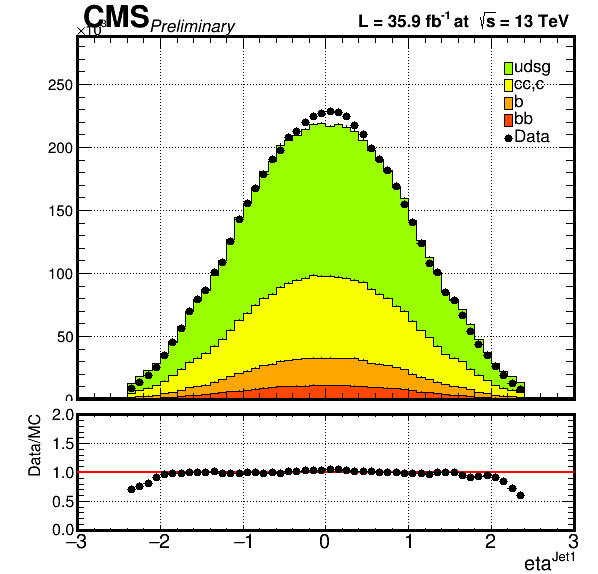 CMS Preliminary L = 35.9 fb⁻¹ at √s = 13 TeV
×10³
250
200
150
100
50
0
udsg
cc,c
b
bb
Data
Data/MC
2.0
1.5
1.0
0.5
0.0
−3 −2 −1 0 1 2 3
eta^Jet1